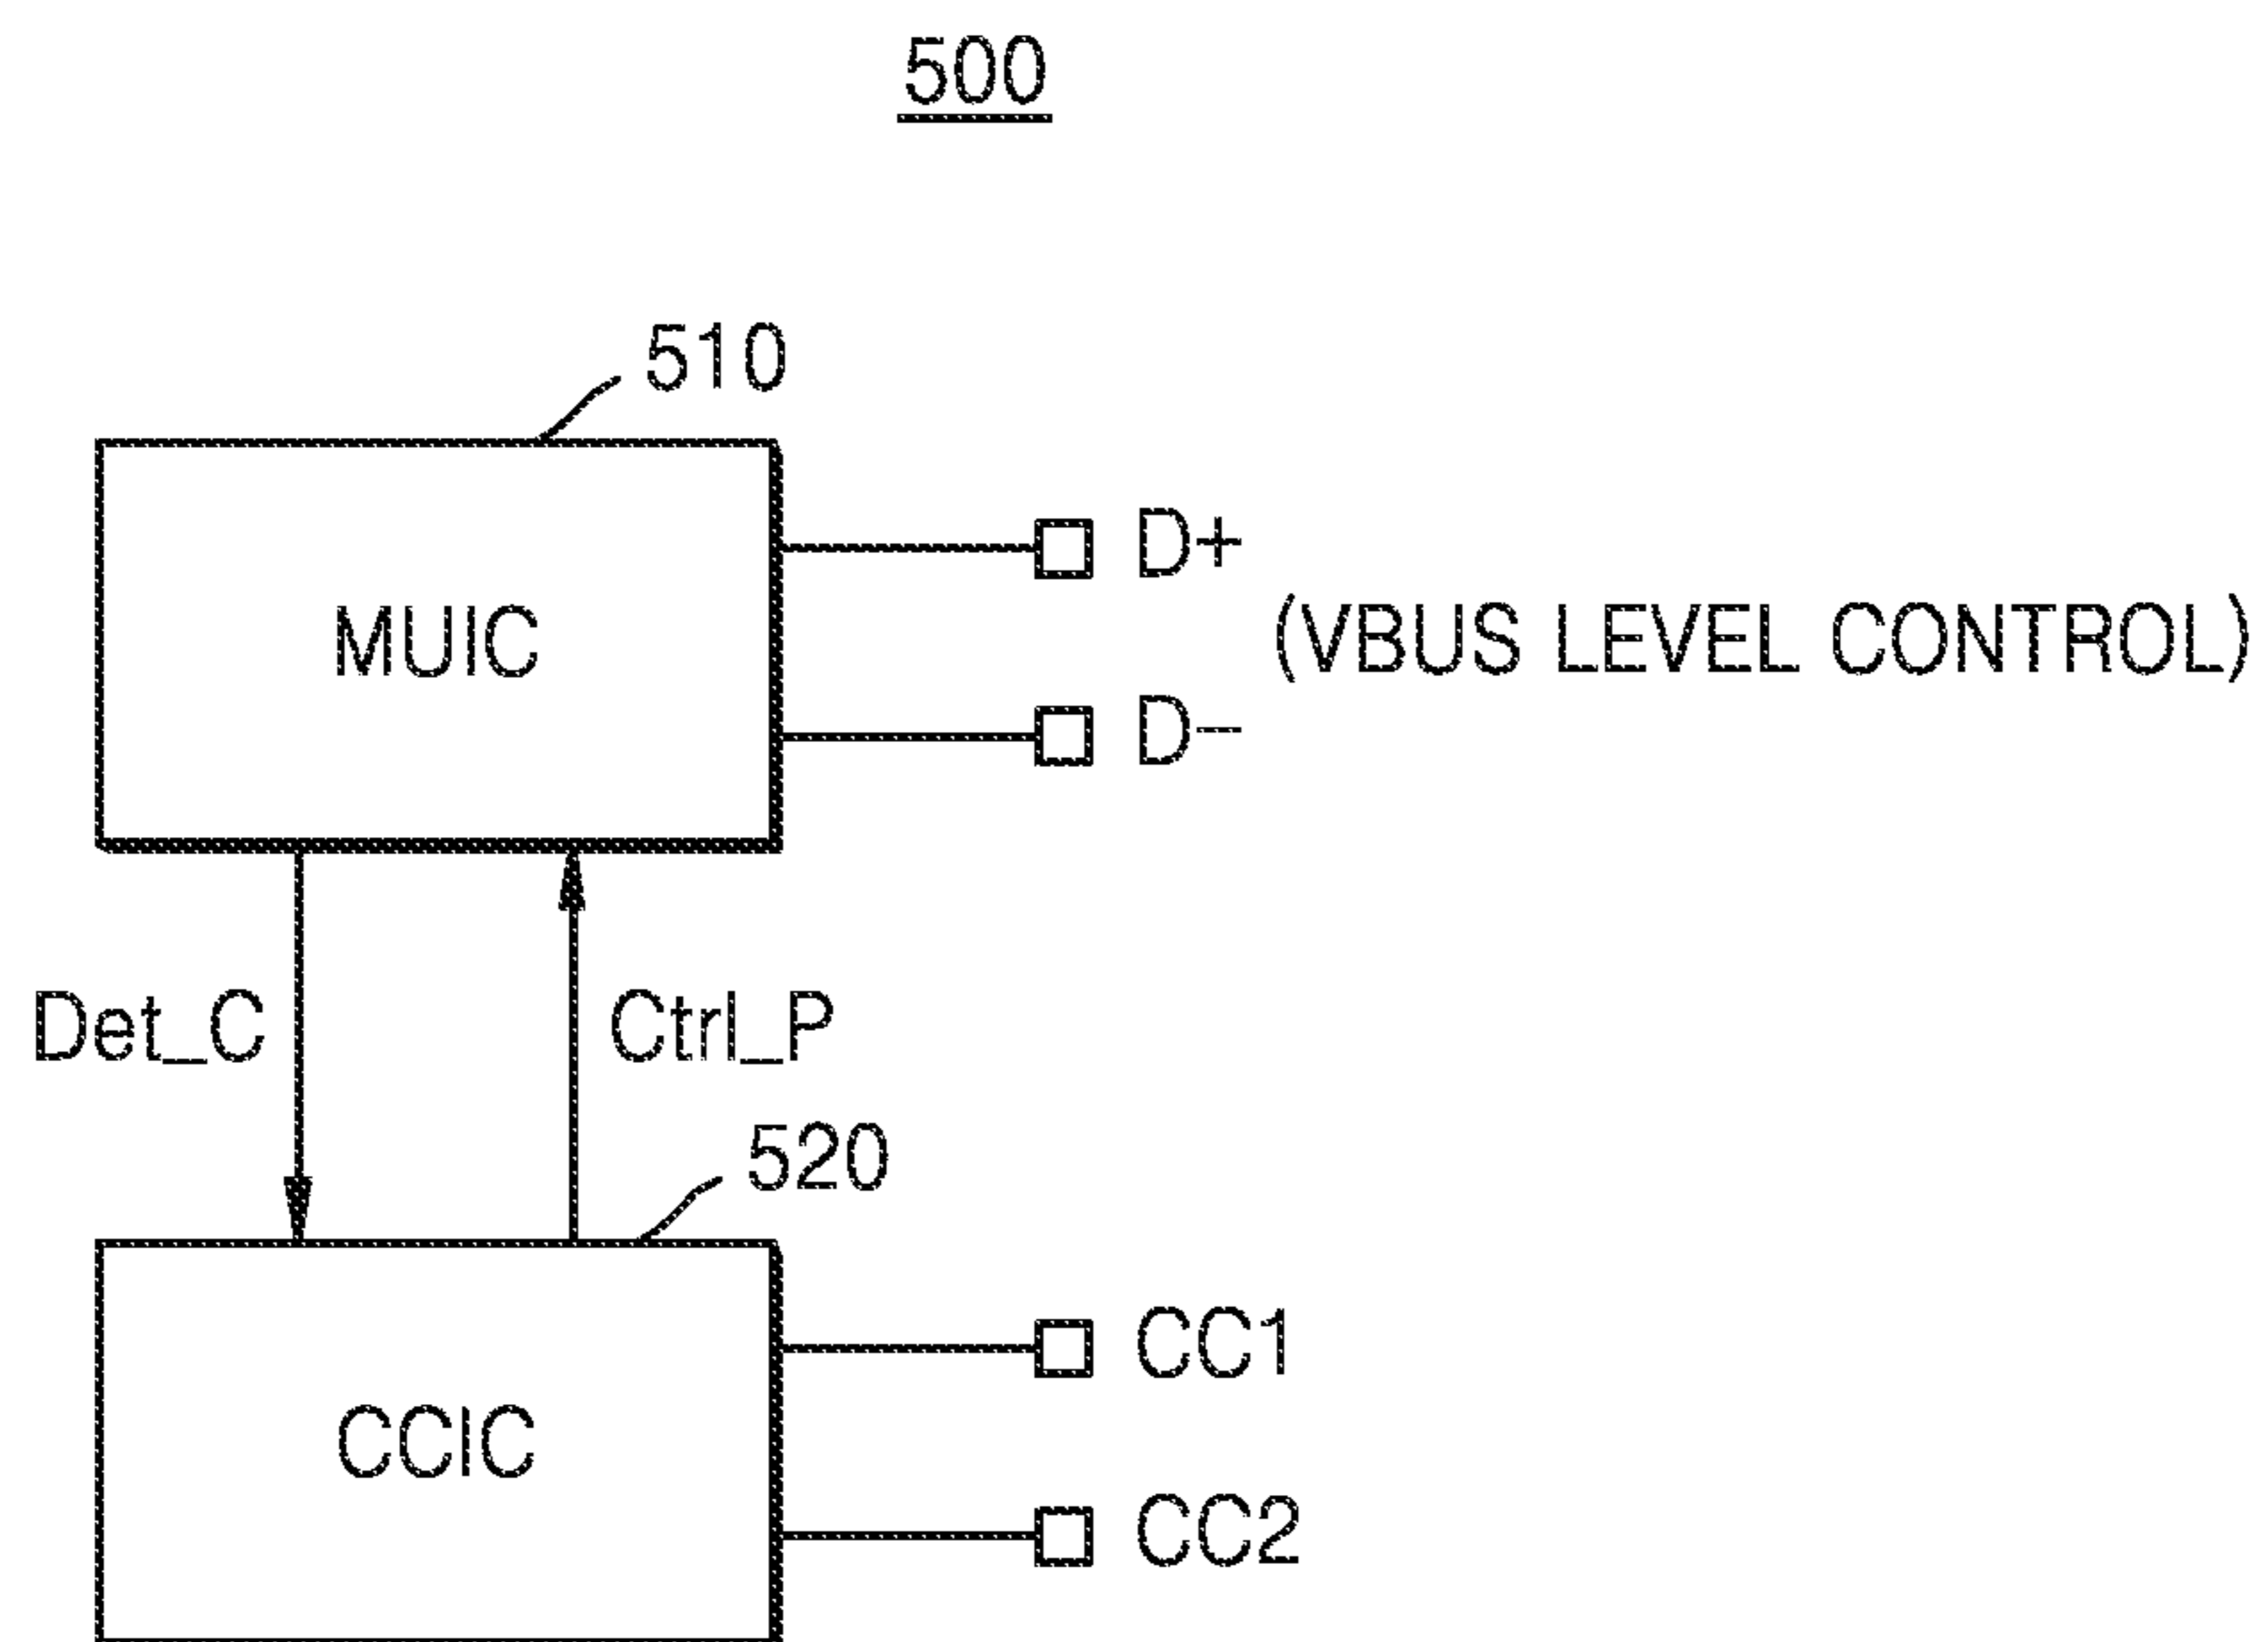 500
510
MUIC
D+
(VBUS LEVEL CONTROL)
D-
Det_C
Ctrl_P
520
CCIC
CC1
CC2